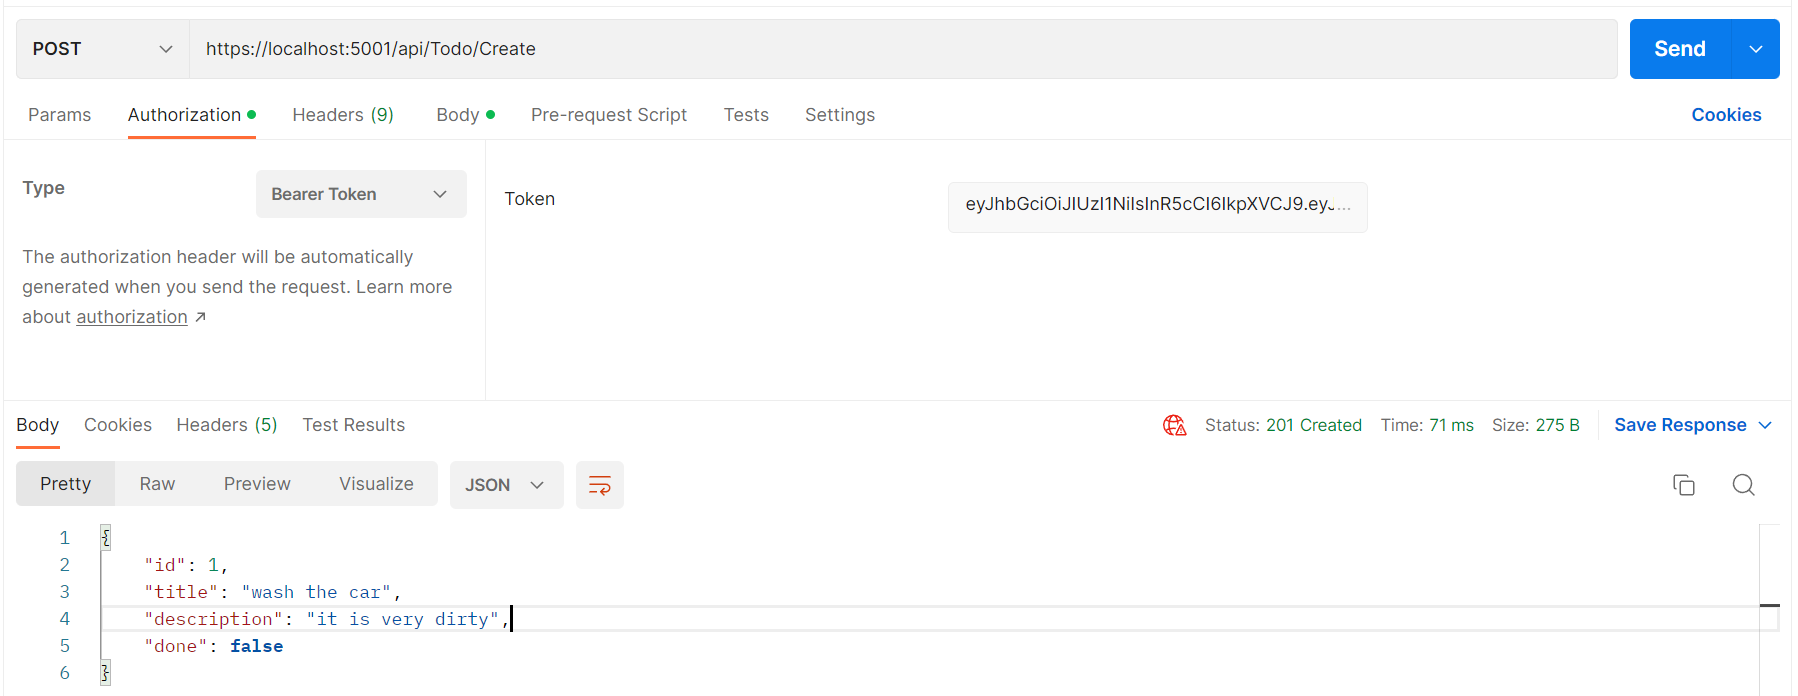 POST https://localhost:5001/api/Todo/Create Send
Params Authorization Headers (9) Body Pre-request Script Tests Settings Cookies
Type Bearer Token
Token eyJhbGciOiJIUzI1NiIsInR5cCI6IkpXVCJ9.eyJ...
The authorization header will be automatically
generated when you send the request. Learn more
about authorization ↗
Body Cookies Headers (5) Test Results Status: 201 Created Time: 71 ms Size: 275 B Save Response
Pretty Raw Preview Visualize JSON
1 {
2 "id": 1,
3 "title": "wash the car",
4 "description": "it is very dirty",
5 "done": false
6 }